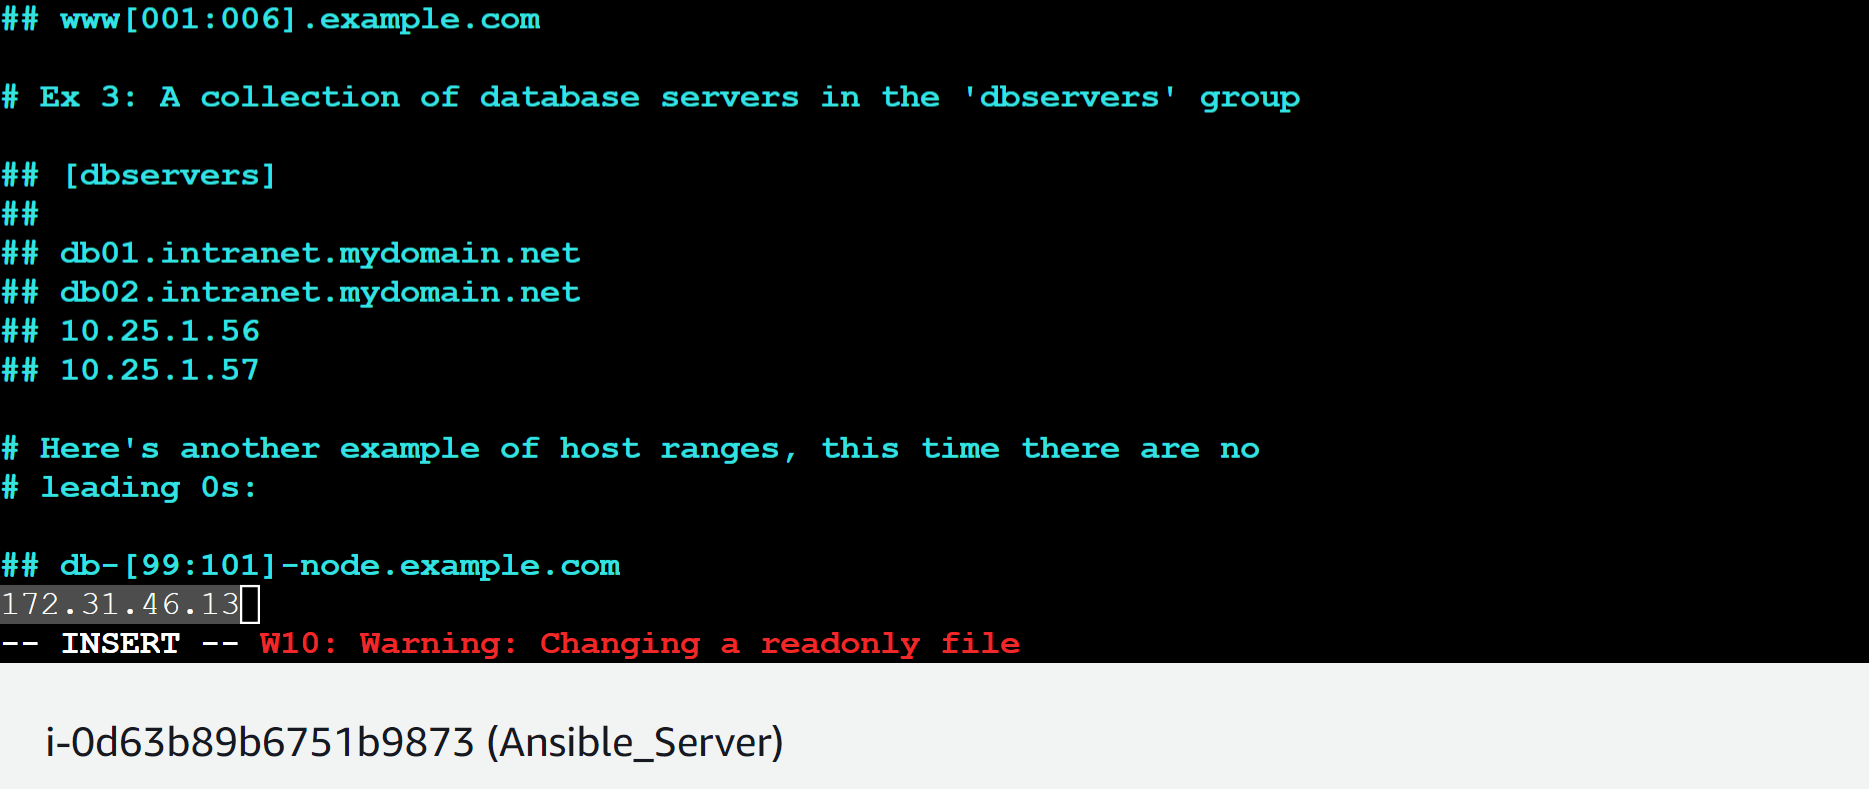 ## www[001:006].example.com
# Ex 3: A collection of database servers in the 'dbservers' group
## [dbservers]
##
## db01.intranet.mydomain.net
## db02.intranet.mydomain.net
## 10.25.1.56
## 10.25.1.57
# Here's another example of host ranges, this time there are no
# leading 0s:
## db-[99:101]-node.example.com
172.31.46.13
-- INSERT -- W10: Warning: Changing a readonly file
i-0d63b89b6751b9873 (Ansible_Server)